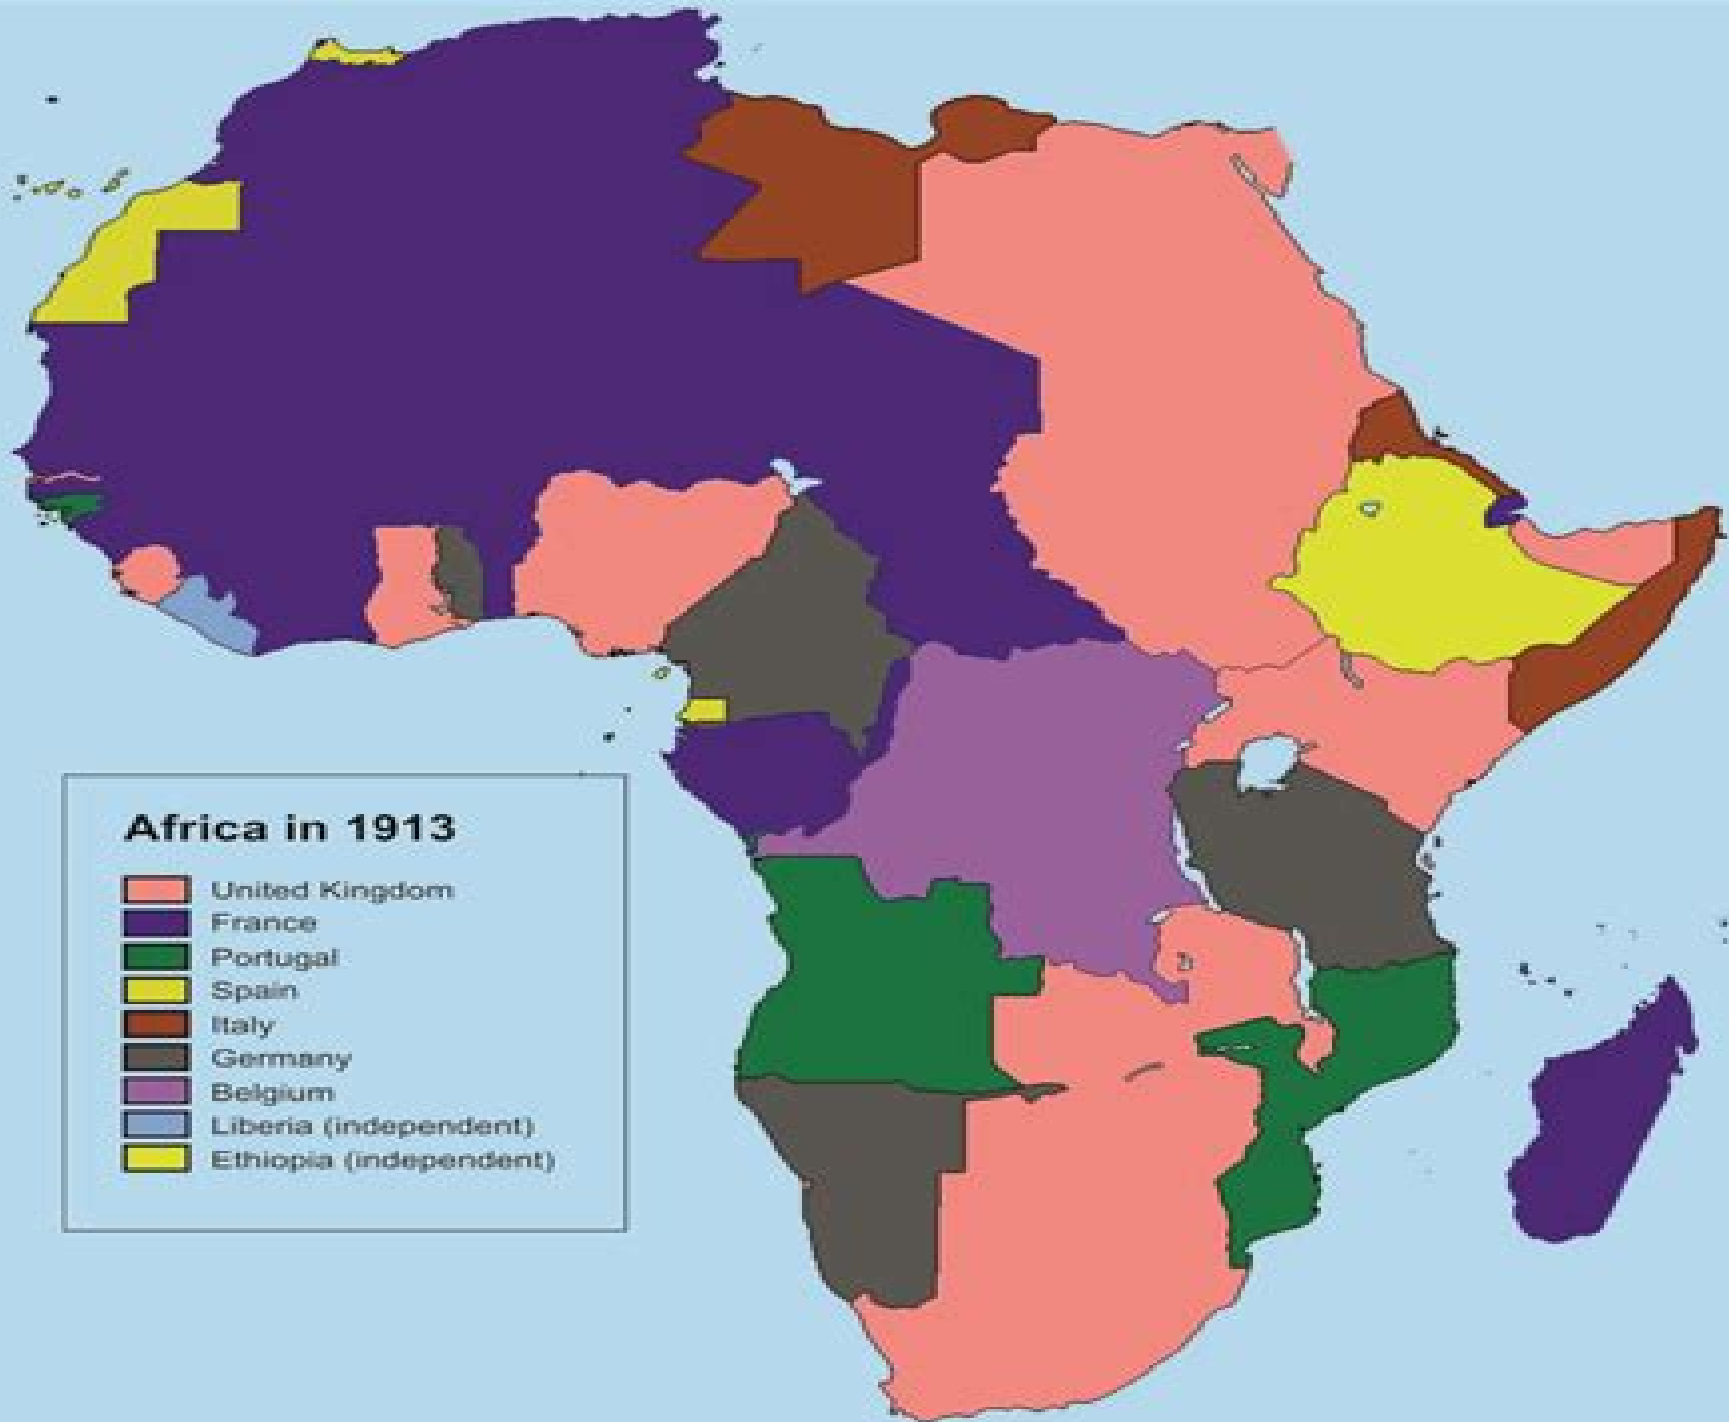 Africa in 1913
United Kingdom
France
Portugal
Spain
Italy
Germany
Belgium
Liberia (independent)
Ethiopia (independent)